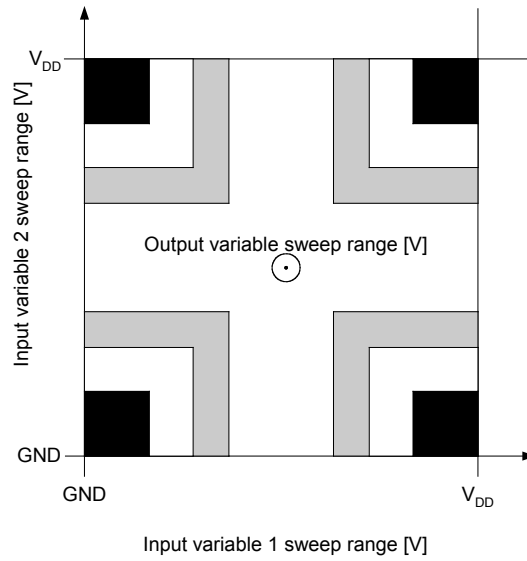 V_DD
Input variable 2 sweep range [V]
Output variable sweep range [V]
GND
GND
V_DD
Input variable 1 sweep range [V]